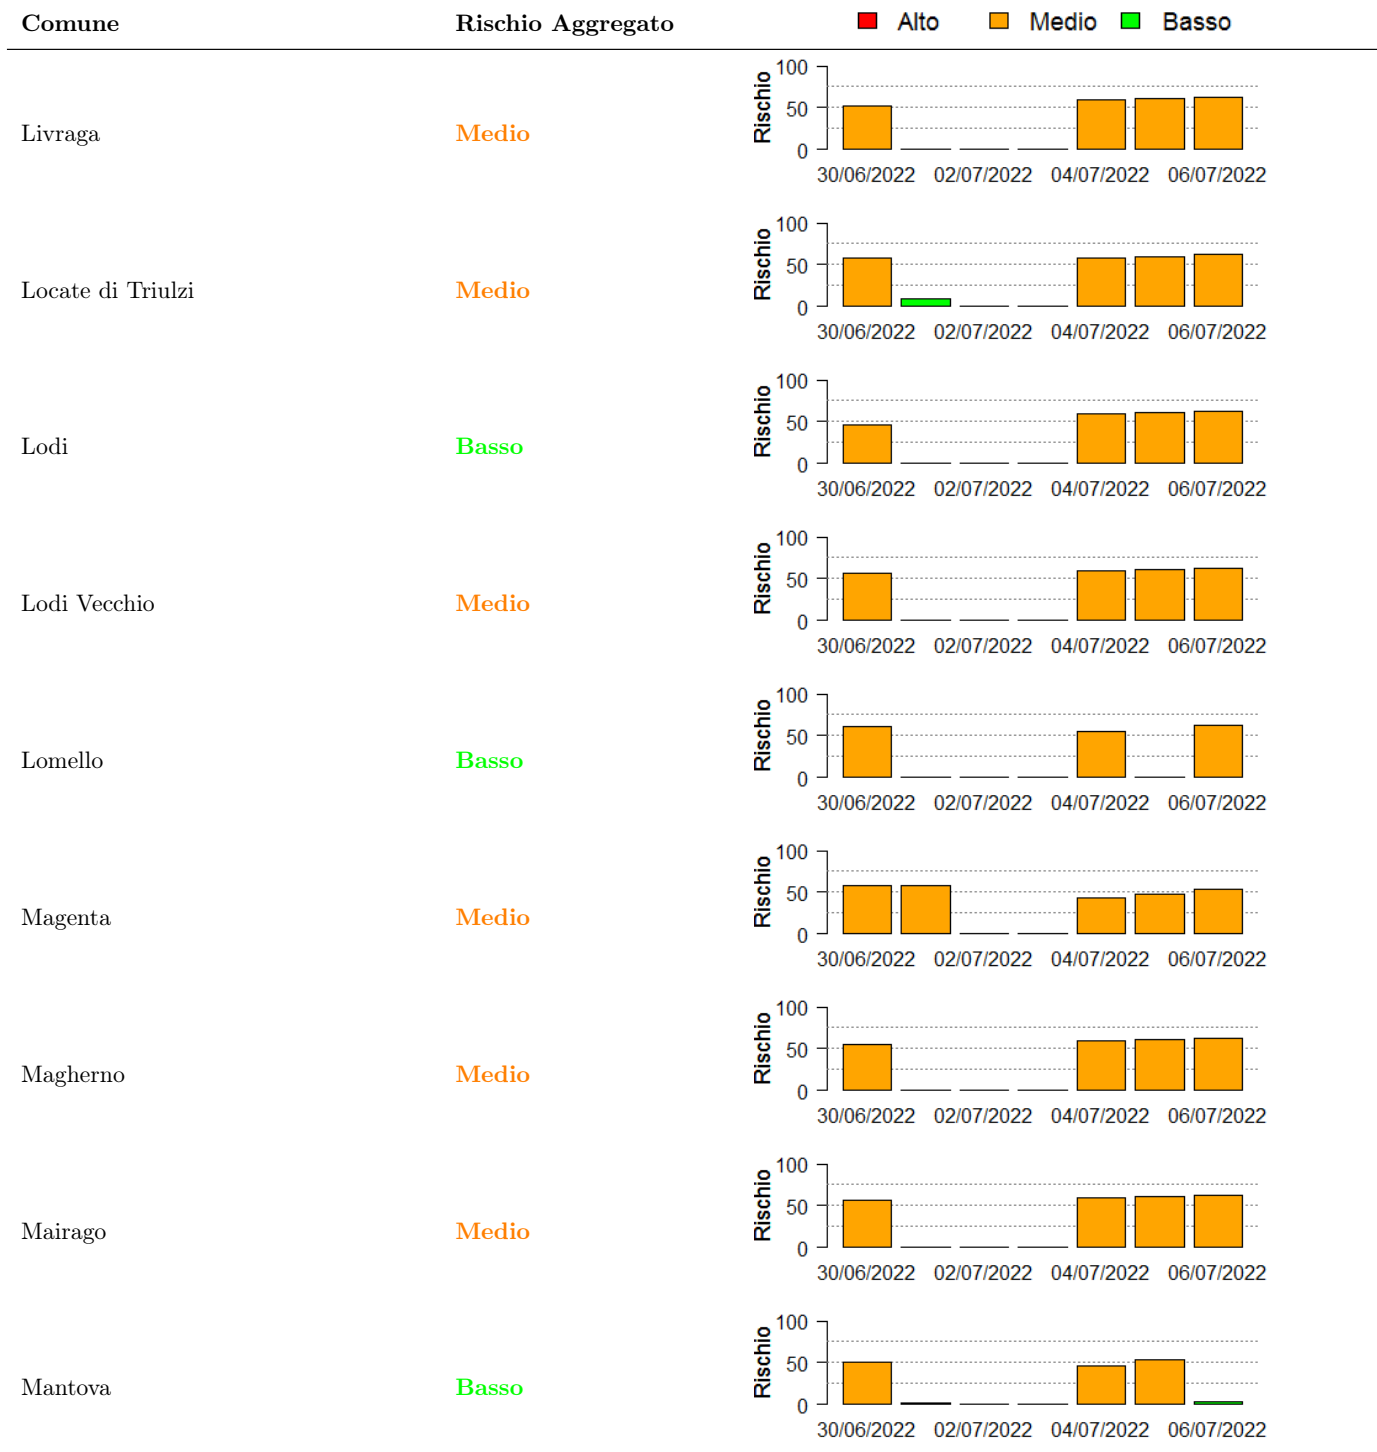 Comune Rischio Aggregato Alto Medio Basso
Livraga Medio
Rischio
100
50
0
30/06/2022 02/07/2022 04/07/2022 06/07/2022
Locate di Triulzi Medio
Rischio
100
50
0
30/06/2022 02/07/2022 04/07/2022 06/07/2022
Lodi Basso
Rischio
100
50
0
30/06/2022 02/07/2022 04/07/2022 06/07/2022
Lodi Vecchio Medio
Rischio
100
50
0
30/06/2022 02/07/2022 04/07/2022 06/07/2022
Lomello Basso
Rischio
100
50
0
30/06/2022 02/07/2022 04/07/2022 06/07/2022
Magenta Medio
Rischio
100
50
0
30/06/2022 02/07/2022 04/07/2022 06/07/2022
Magherno Medio
Rischio
100
50
0
30/06/2022 02/07/2022 04/07/2022 06/07/2022
Mairago Medio
Rischio
100
50
0
30/06/2022 02/07/2022 04/07/2022 06/07/2022
Mantova Basso
Rischio
100
50
0
30/06/2022 02/07/2022 04/07/2022 06/07/2022